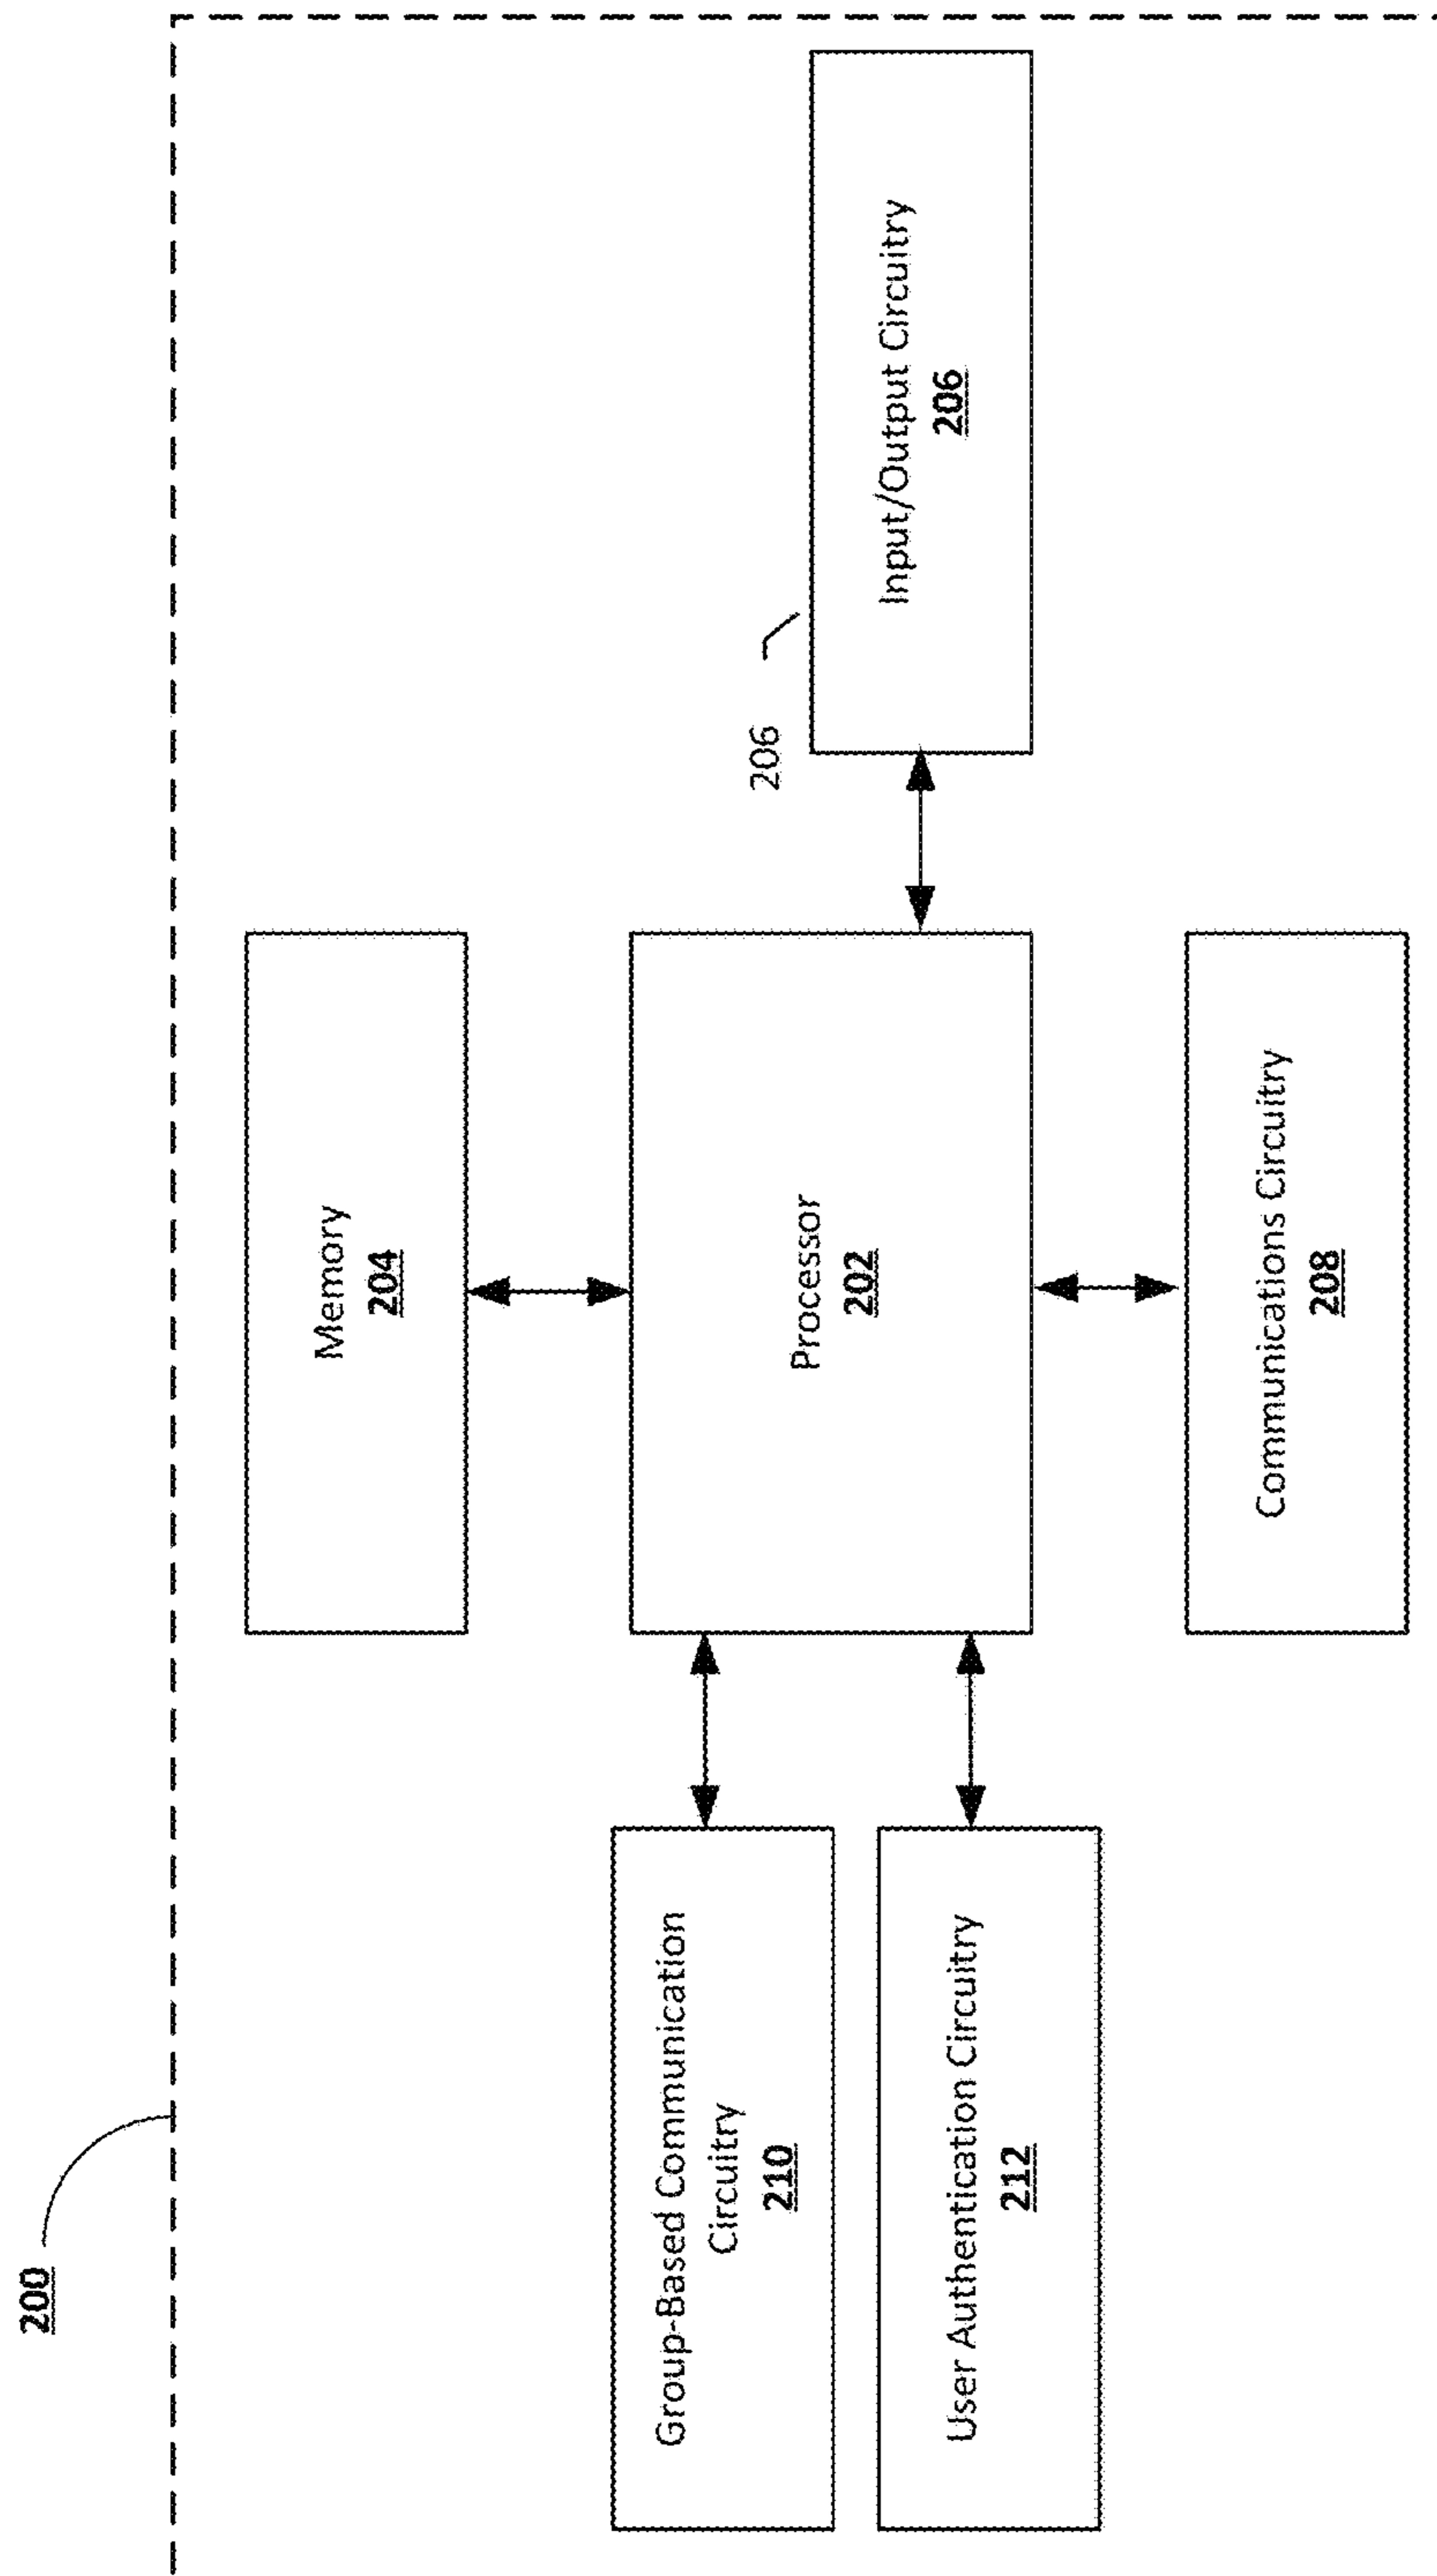 200
Memory
204
Group-Based Communication
Circuitry
210
Processor
202
206
Input/Output Circuitry
206
User Authentication Circuitry
212
Communications Circuitry
208